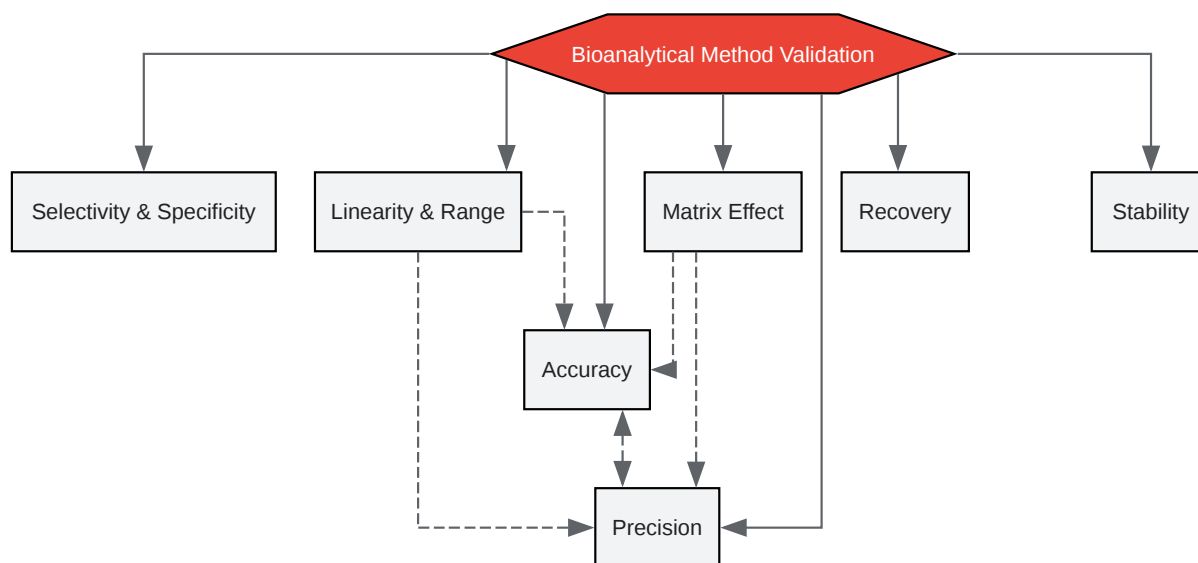 Bioanalytical Method Validation
Selectivity & Specificity
Linearity & Range
Matrix Effect
Recovery
Stability
Accuracy
Precision